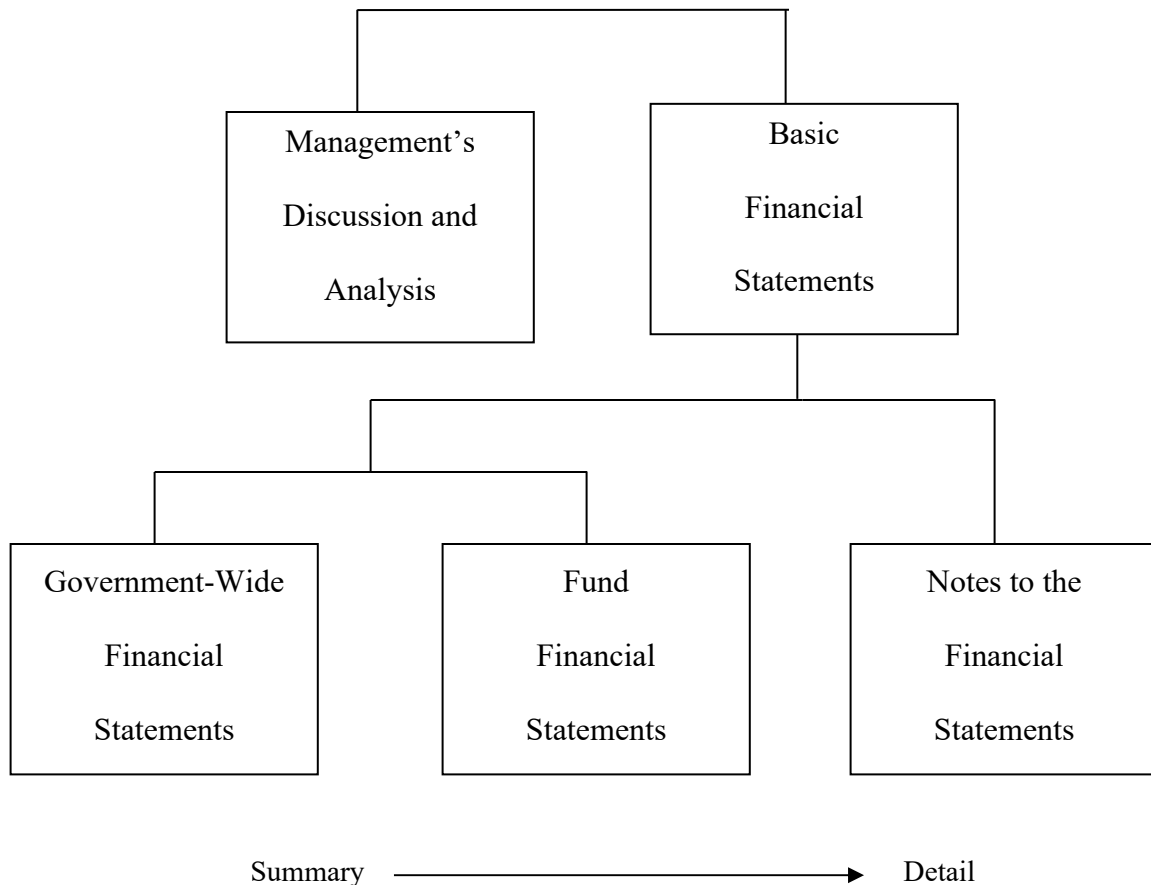 Management’s
Discussion and
Analysis
Basic
Financial
Statements
Government-Wide
Financial
Statements
Fund
Financial
Statements
Notes to the
Financial
Statements
Summary
Detail